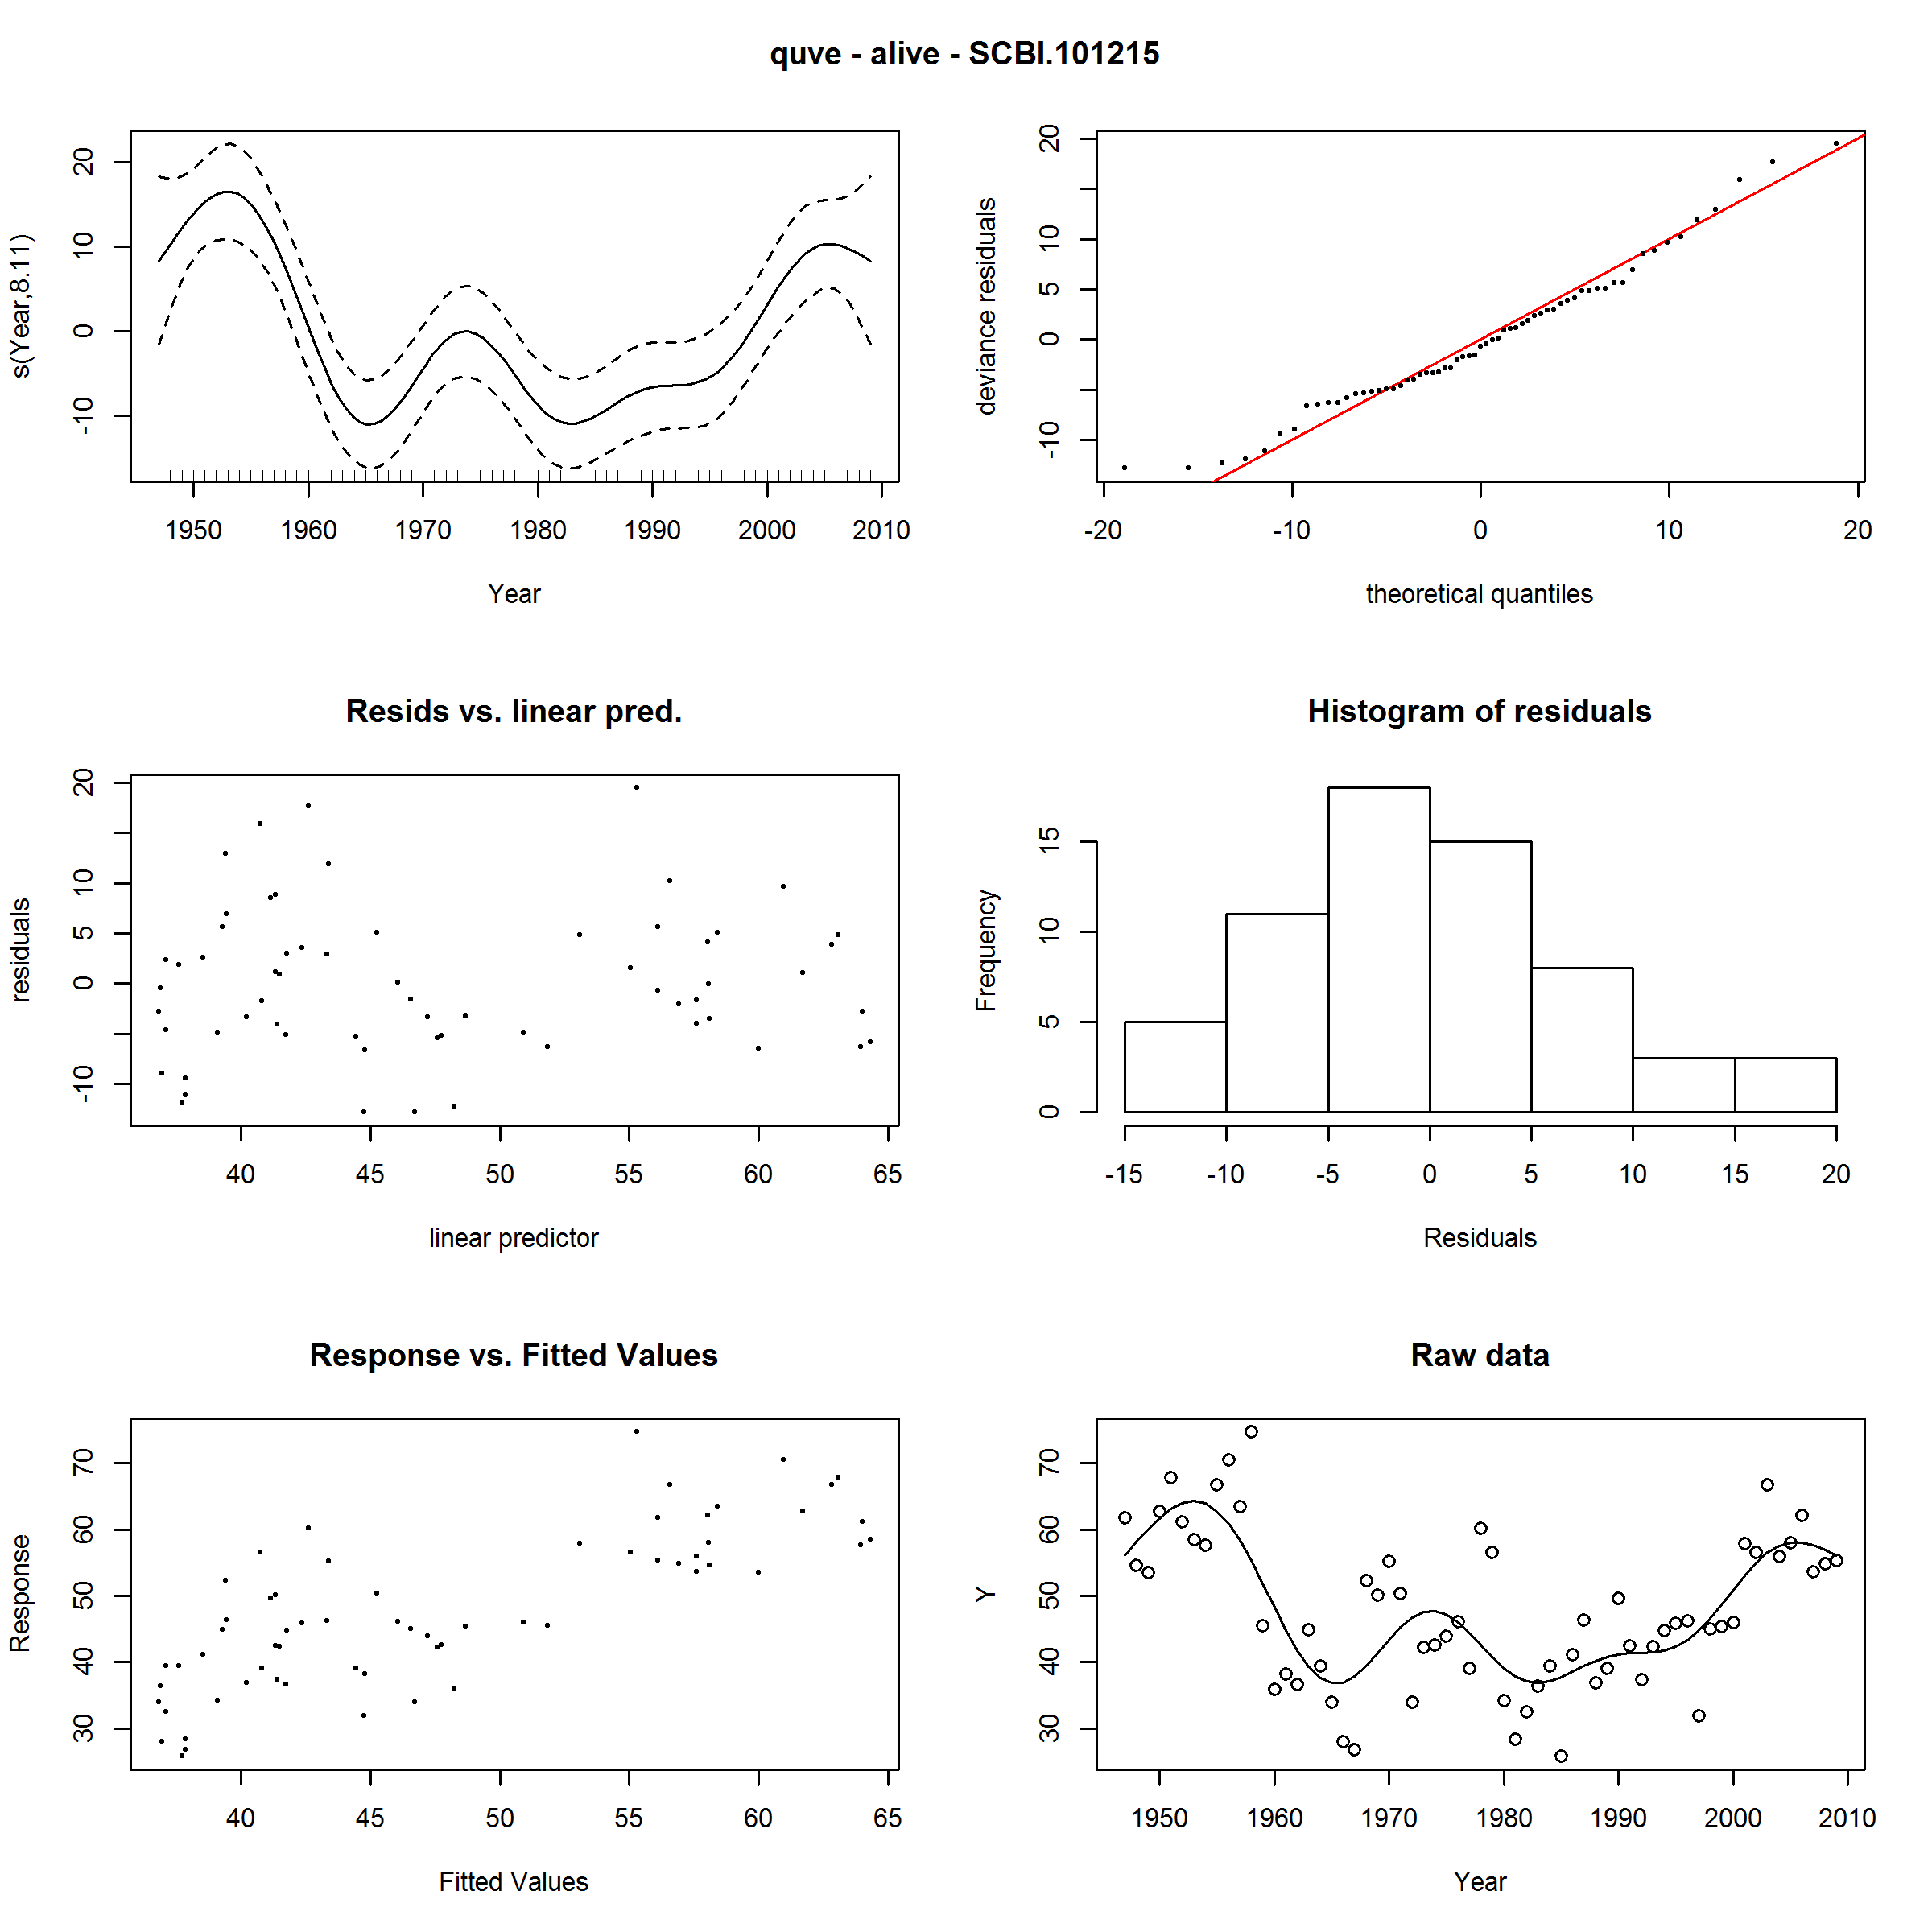 quve - alive - SCBI.101215
s(Year,8.11)
20
10
0
-10
1950 1960 1970 1980 1990 2000 2010
Year
deviance residuals
20
10
5
0
-10
-20 -10 0 10 20
theoretical quantiles
Resids vs. linear pred.
residuals
20
10
5
0
-10
40 45 50 55 60 65
linear predictor
Histogram of residuals
Frequency
15
10
5
0
-15 -10 -5 0 5 10 15 20
Residuals
Response vs. Fitted Values
Response
70
60
50
40
30
40 45 50 55 60 65
Fitted Values
Raw data
Y
70
60
50
40
30
1950 1960 1970 1980 1990 2000 2010
Year